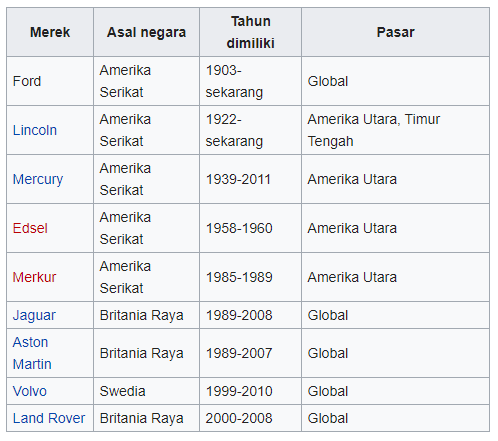 Merek Asal negara Tahun dimiliki Pasar
Ford Amerika Serikat 1903-sekarang Global
Lincoln Amerika Serikat 1922-sekarang Amerika Utara, Timur Tengah
Mercury Amerika Serikat 1939-2011 Amerika Utara
Edsel Amerika Serikat 1958-1960 Amerika Utara
Merkur Amerika Serikat 1985-1989 Amerika Utara
Jaguar Britania Raya 1989-2008 Global
Aston Martin Britania Raya 1989-2007 Global
Volvo Swedia 1999-2010 Global
Land Rover Britania Raya 2000-2008 Global